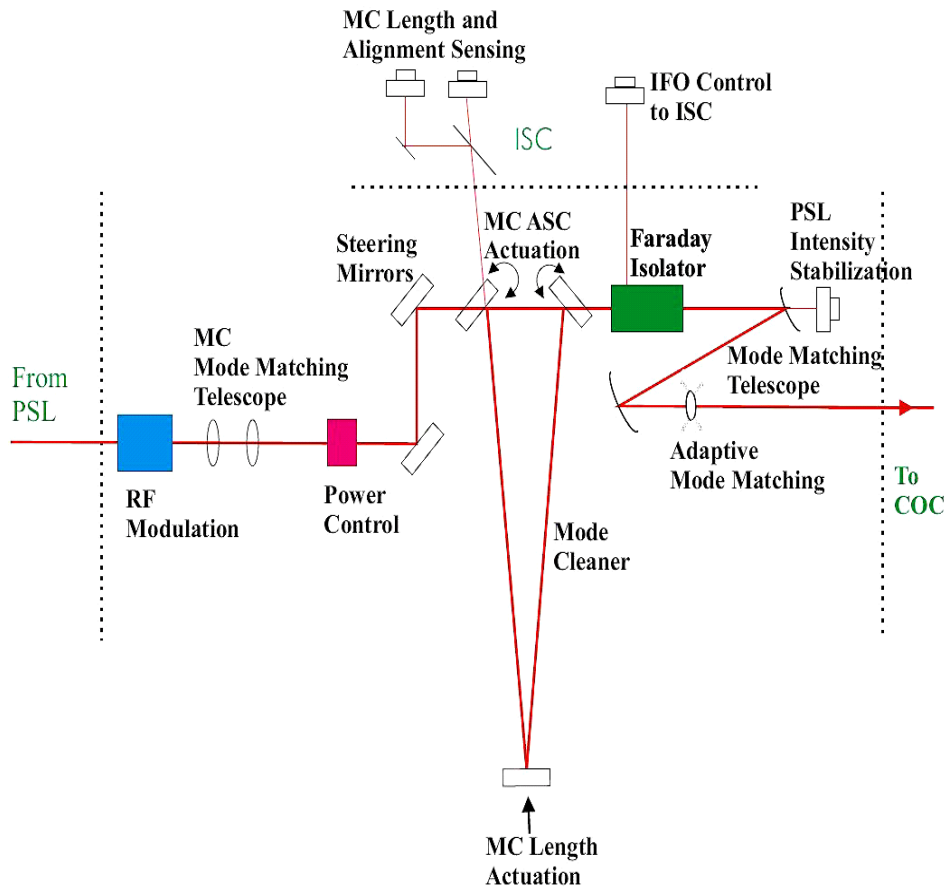 MC Length and
Alignment Sensing
IFO Control
to ISC
ISC
MC ASC
Actuation
Steering
Mirrors
Faraday
Isolator
PSL
Intensity
Stabilization
MC
Mode Matching
Telescope
Mode Matching
Telescope
From
PSL
Adaptive
Mode Matching
To
COC
RF
Modulation
Power
Control
Mode
Cleaner
MC Length
Actuation